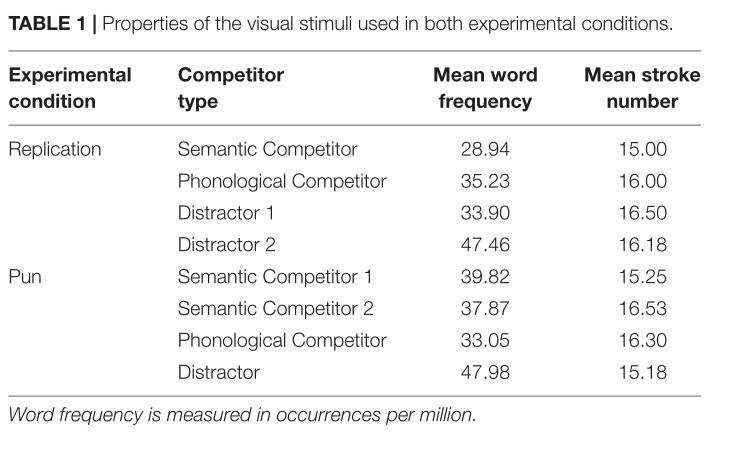 TABLE 1 | Properties of the visual stimuli used in both experimental conditions.
Experimental condition Competitor type Mean word frequency Mean stroke number
Replication Semantic Competitor 28.94 15.00
Phonological Competitor 35.23 16.00
Distractor 1 33.90 16.50
Distractor 2 47.46 16.18
Pun Semantic Competitor 1 39.82 15.25
Semantic Competitor 2 37.87 16.53
Phonological Competitor 33.05 16.30
Distractor 47.98 15.18
Word frequency is measured in occurrences per million.